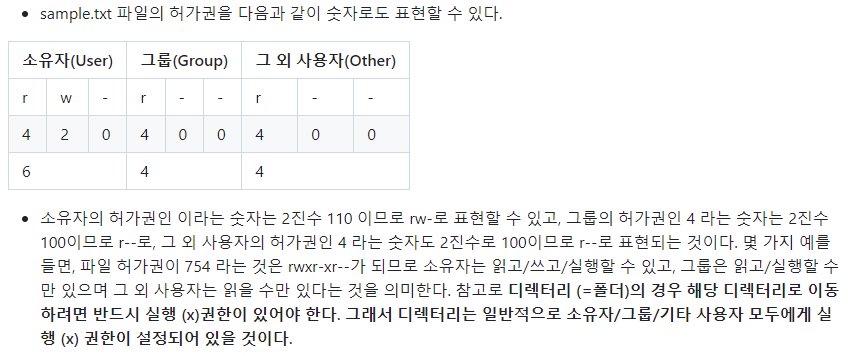 • sample.txt 파일의 허가권을 다음과 같이 숫자로도 표현할 수 있다.
소유자(User) 그룹(Group) 그 외 사용자(Other)
r w - r - - r - -
4 2 0 4 0 0 4 0 0
6 4 4
• 소유자의 허가권인 이라는 숫자는 2진수 110 이므로 rw-로 표현할 수 있고, 그룹의 허가권인 4 라는 숫자는 2진수
100이므로 r--로, 그 외 사용자의 허가권인 4 라는 숫자도 2진수로 100이므로 r--로 표현되는 것이다. 몇 가지 예를
들면, 파일 허가권이 754 라는 것은 rwxr-xr--가 되므로 소유자는 읽고/쓰고/실행할 수 있고, 그룹은 읽고/실행할 수
만 있으며 그 외 사용자는 읽을 수만 있다는 것을 의미한다. 참고로 디렉터리 (=폴더)의 경우 해당 디렉터리로 이동
하려면 반드시 실행 (x)권한이 있어야 한다. 그래서 디렉터리는 일반적으로 소유자/그룹/기타 사용자 모두에게 실
행 (x) 권한이 설정되어 있을 것이다.